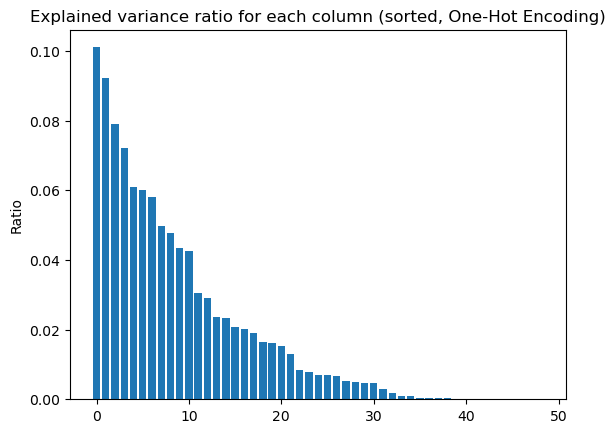 Explained variance ratio for each column (sorted, One-Hot Encoding)
0.10
0.08
0.06
0.04
0.02
0.00
Ratio
0 10 20 30 40 50